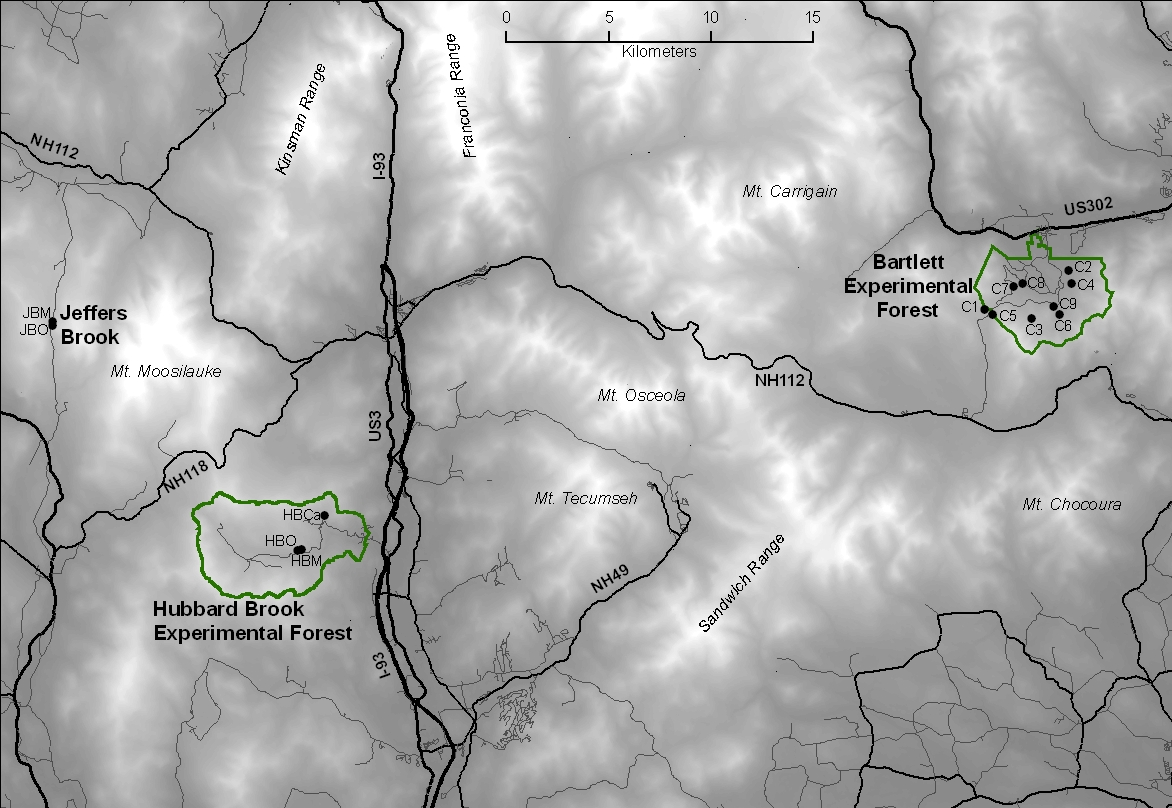 0 5 10 15
Kilometers
Kinsman Range
Franconia Range
NH112
I-93
Mt. Carrigain
US302
Bartlett
Experimental
Forest
C2
C8
C7
C4
C1
C5
C9
C3
C6
JBM
JBO
Jeffers
Brook
Mt. Moosilauke
NH112
Mt. Osceola
US3
NH118
Mt. Tecumseh
Mt. Chocoura
HBCa
HBO
HBM
Hubbard Brook
Experimental Forest
NH49
Sandwich Range
I-93